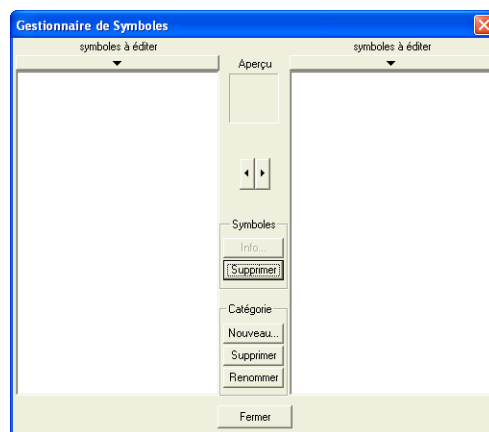 Gestionnaire de Symboles
symboles à éditer
symboles à éditer
Aperçu
Symboles
Info...
Supprimer
Catégorie
Nouveau...
Supprimer
Renommer
Fermer